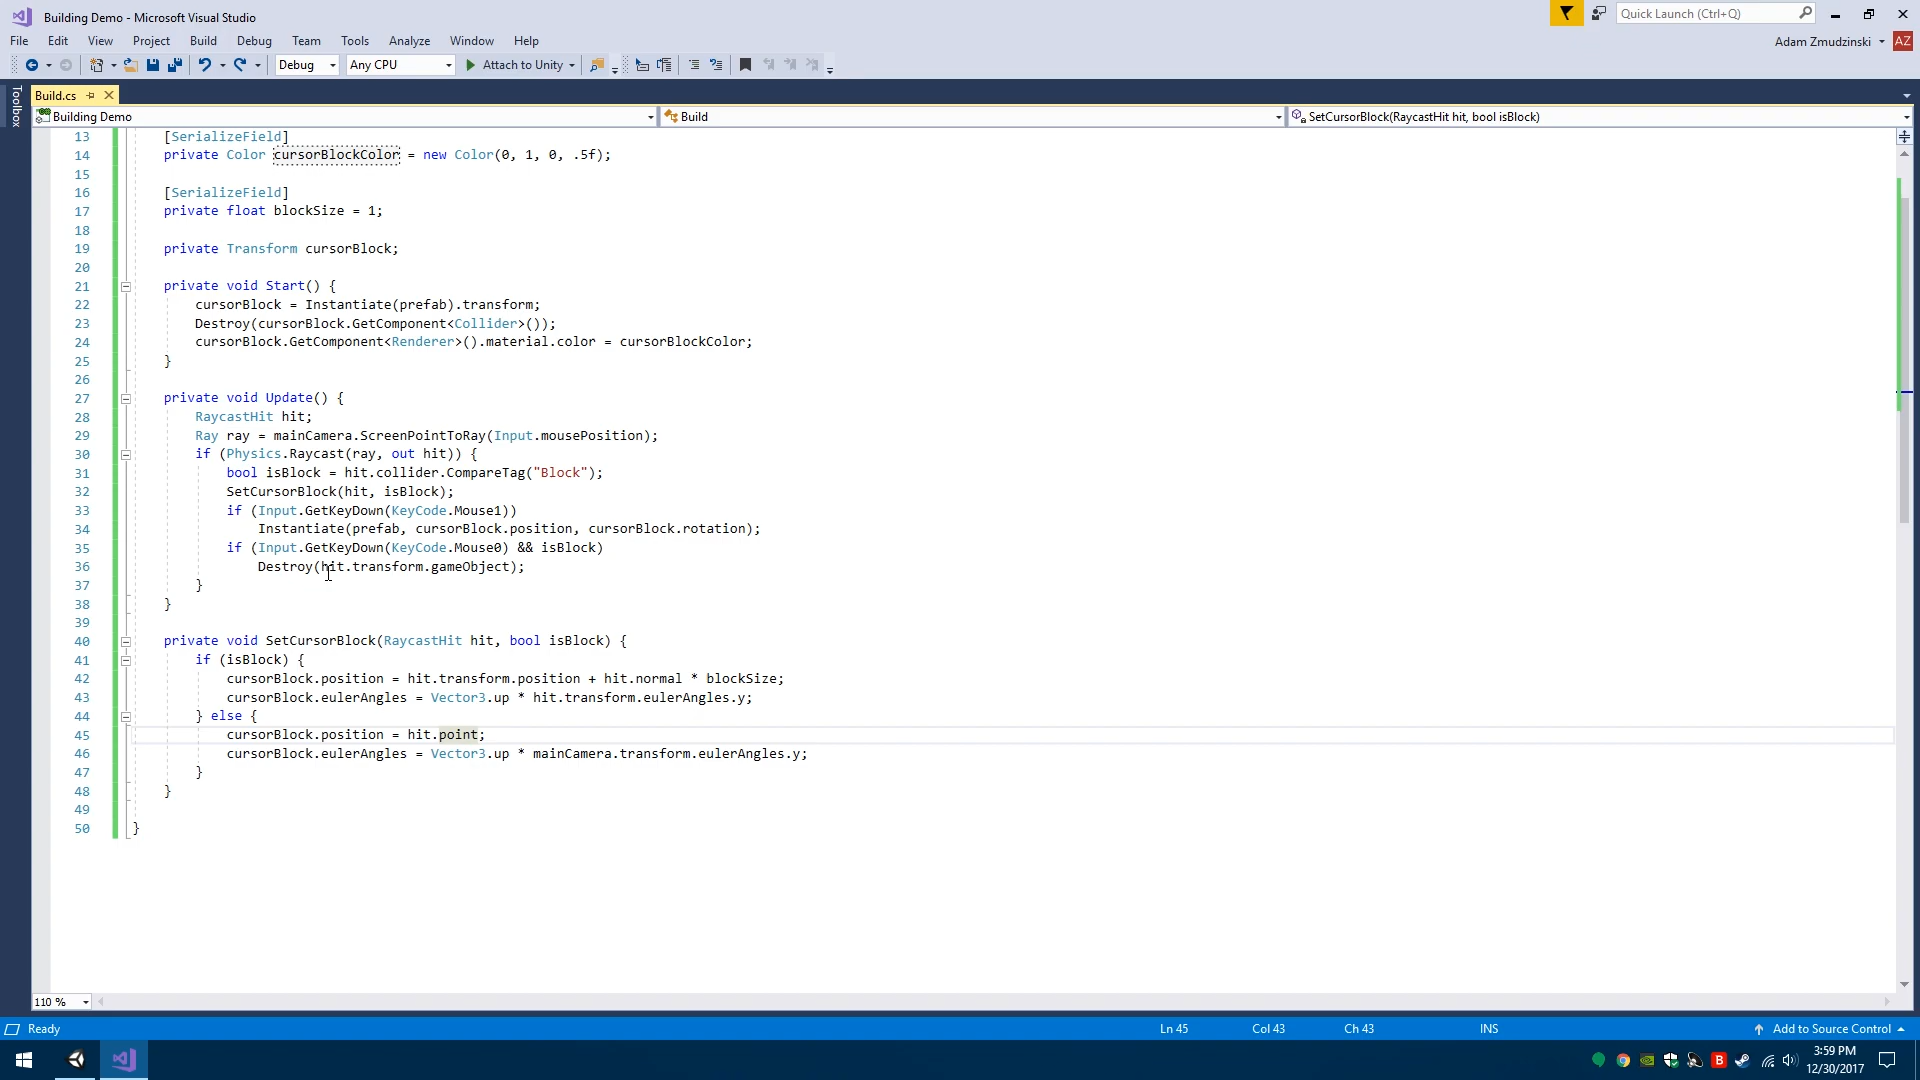 Building Demo - Microsoft Visual Studio
Quick Launch (Ctrl+Q)
File Edit View Project Build Debug Team Tools Analyze Window Help
Adam Zmudzinski AZ
Debug Any CPU Attach to Unity
Toolbox
Build.cs
Building Demo Build SetCursorBlock(RaycastHit hit, bool isBlock)
13 [SerializeField]
14 private Color cursorBlockColor = new Color(0, 1, 0, .5f);
15
16 [SerializeField]
17 private float blockSize = 1;
18
19 private Transform cursorBlock;
20
21 private void Start() {
22 cursorBlock = Instantiate(prefab).transform;
23 Destroy(cursorBlock.GetComponent<Collider>());
24 cursorBlock.GetComponent<Renderer>().material.color = cursorBlockColor;
25 }
26
27 private void Update() {
28 RaycastHit hit;
29 Ray ray = mainCamera.ScreenPointToRay(Input.mousePosition);
30 if (Physics.Raycast(ray, out hit)) {
31 bool isBlock = hit.collider.CompareTag("Block");
32 SetCursorBlock(hit, isBlock);
33 if (Input.GetKeyDown(KeyCode.Mouse1))
34 Instantiate(prefab, cursorBlock.position, cursorBlock.rotation);
35 if (Input.GetKeyDown(KeyCode.Mouse0) && isBlock)
36 Destroy(hit.transform.gameObject);
37 }
38 }
39
40 private void SetCursorBlock(RaycastHit hit, bool isBlock) {
41 if (isBlock) {
42 cursorBlock.position = hit.transform.position + hit.normal * blockSize;
43 cursorBlock.eulerAngles = Vector3.up * hit.transform.eulerAngles.y;
44 } else {
45 cursorBlock.position = hit.point;
46 cursorBlock.eulerAngles = Vector3.up * mainCamera.transform.eulerAngles.y;
47 }
48 }
49
50 }
110 %
Ready Ln 45 Col 43 Ch 43 INS Add to Source Control
B 3:59 PM
12/30/2017